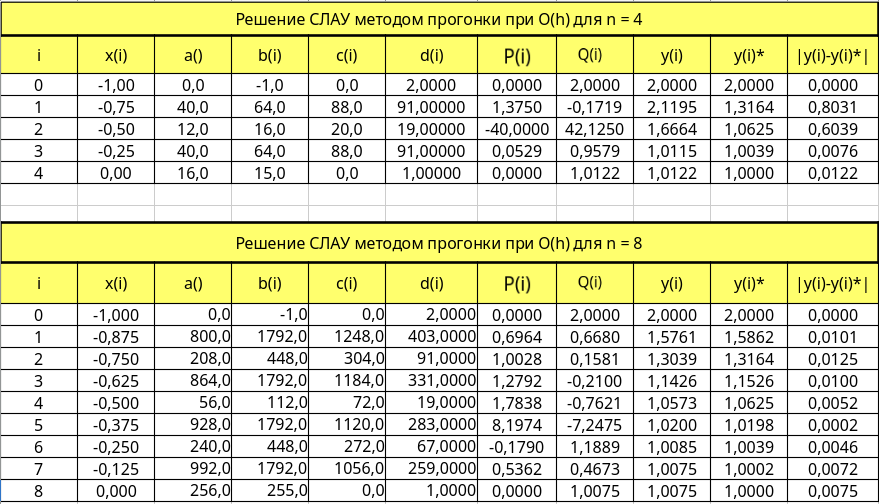 Решение СЛАУ методом прогонки при O(h) для n = 4
i x(i) a() b(i) c(i) d(i) P(i) Q(i) y(i) y(i)* |y(i)-y(i)*|
0 -1,00 0,0 -1,0 0,0 2,0000 0,0000 2,0000 2,0000 2,0000 0,0000
1 -0,75 40,0 64,0 88,0 91,00000 1,3750 -0,1719 2,1195 1,3164 0,8031
2 -0,50 12,0 16,0 20,0 19,00000 -40,0000 42,1250 1,6664 1,0625 0,6039
3 -0,25 40,0 64,0 88,0 91,00000 0,0529 0,9579 1,0115 1,0039 0,0076
4 0,00 16,0 15,0 0,0 1,00000 0,0000 1,0122 1,0122 1,0000 0,0122
Решение СЛАУ методом прогонки при O(h) для n = 8
i x(i) a() b(i) c(i) d(i) P(i) Q(i) y(i) y(i)* |y(i)-y(i)*|
0 -1,000 0,0 -1,0 0,0 2,0000 0,0000 2,0000 2,0000 2,0000 0,0000
1 -0,875 800,0 1792,0 1248,0 403,0000 0,6964 0,6680 1,5761 1,5862 0,0101
2 -0,750 208,0 448,0 304,0 91,0000 1,0028 0,1581 1,3039 1,3164 0,0125
3 -0,625 864,0 1792,0 1184,0 331,0000 1,2792 -0,2100 1,1426 1,1526 0,0100
4 -0,500 56,0 112,0 72,0 19,0000 1,7838 -0,7621 1,0573 1,0625 0,0052
5 -0,375 928,0 1792,0 1120,0 283,0000 8,1974 -7,2475 1,0200 1,0198 0,0002
6 -0,250 240,0 448,0 272,0 67,0000 -0,1790 1,1889 1,0085 1,0039 0,0046
7 -0,125 992,0 1792,0 1056,0 259,0000 0,5362 0,4673 1,0075 1,0002 0,0072
8 0,000 256,0 255,0 0,0 1,0000 0,0000 1,0075 1,0075 1,0000 0,0075